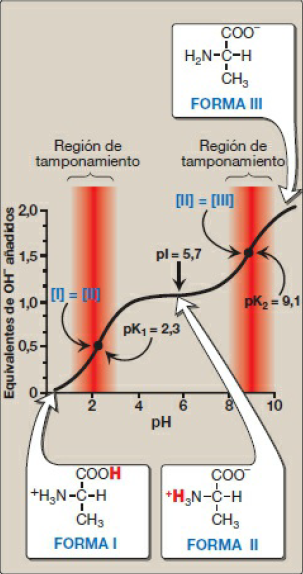 COO⁻
H₂N–C–H
CH₃
FORMA III
Región de
tamponamiento
Región de
tamponamiento
Equivalentes de OH⁻ añadidos
2,0
1,5
1,0
0,5
0
[II] = [III]
pI = 5,7
[I] = [II]
pK₁ = 2,3
pK₂ = 9,1
0
2
4
6
8
10
pH
COOH
⁺H₃N–C–H
CH₃
FORMA I
COO⁻
⁺H₃N–C–H
CH₃
FORMA II